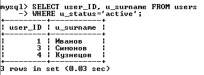 mysql> SELECT user_ID, u_surname FROM users
    -> WHERE u_status='active';
+---------+-----------+
| user_ID | u_surname |
+---------+-----------+
|       1 | Иванов    |
|       3 | Симонов   |
|       4 | Кузнецов  |
+---------+-----------+
3 rows in set (0.03 sec)